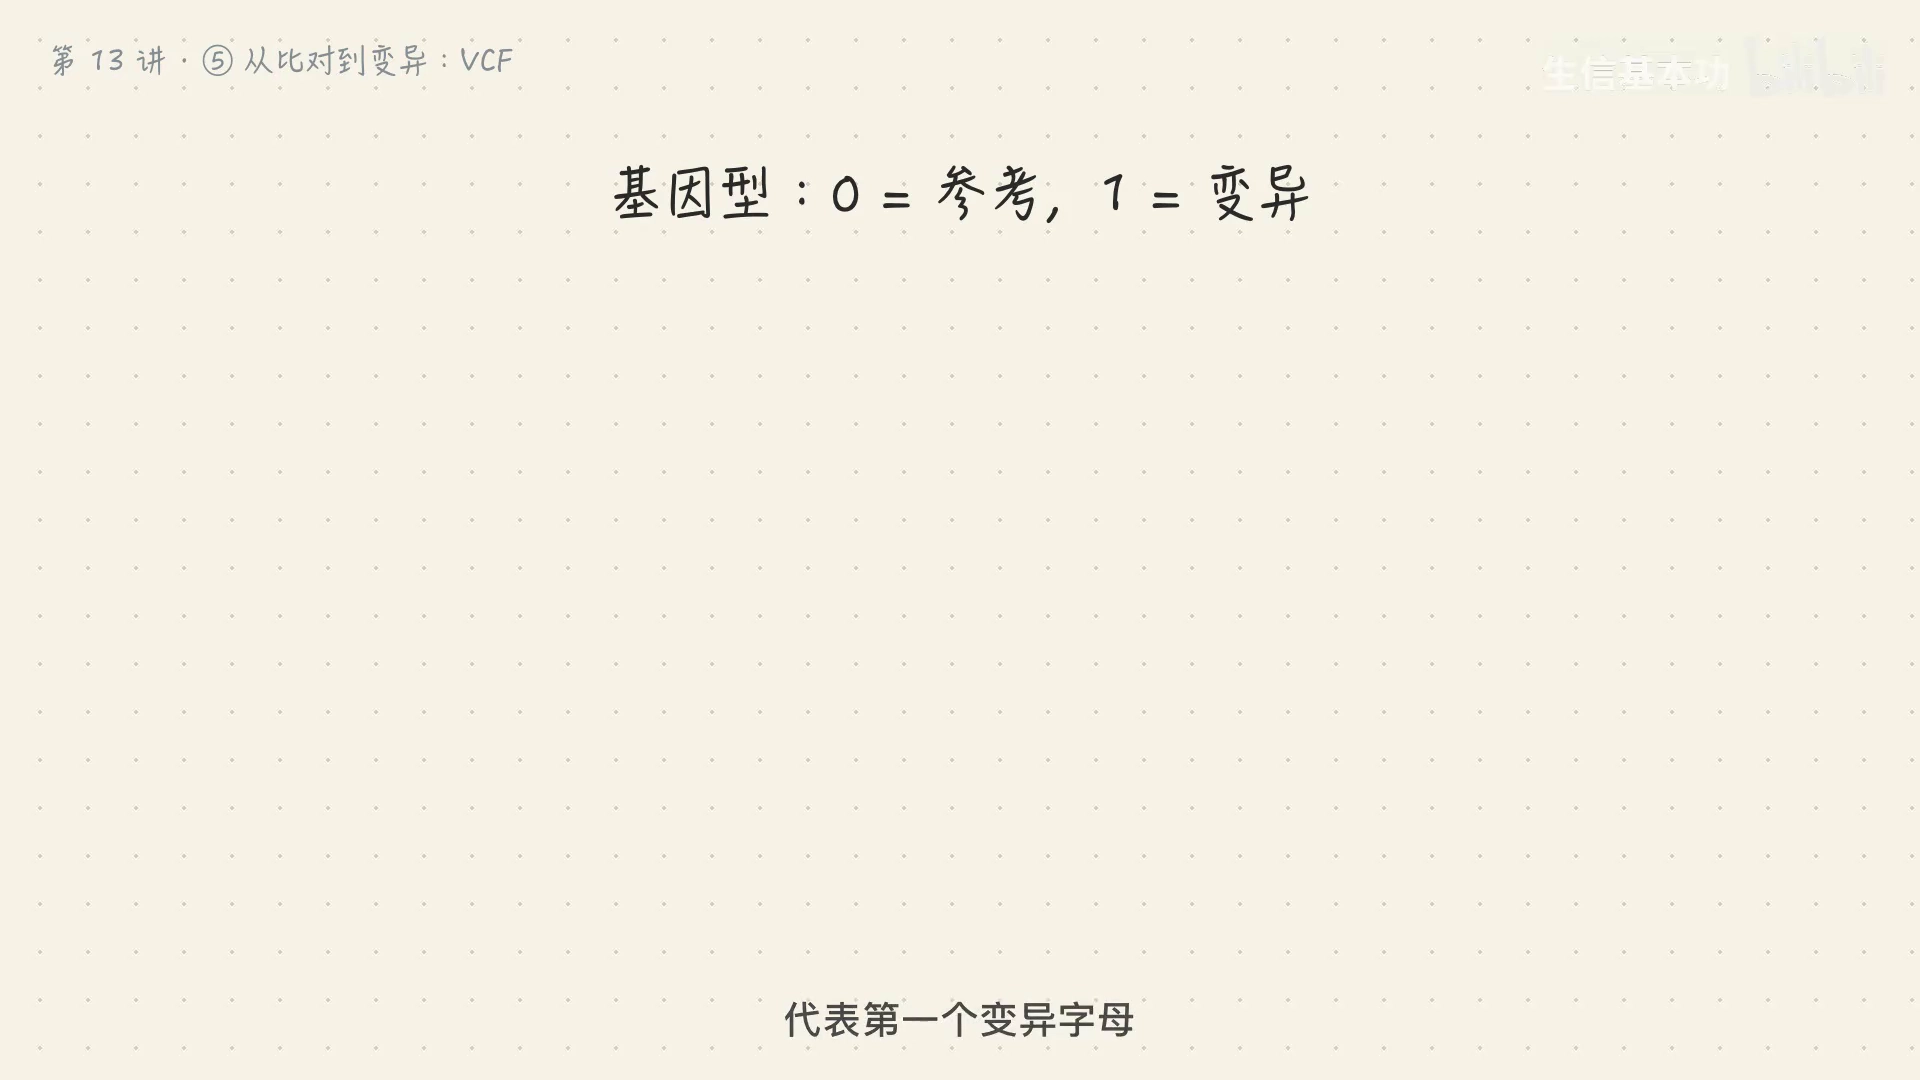 第 13 讲 · ⑤ 从比对到变异：VCF
生信基本功 bilibili
基因型：0 = 参考, 1 = 变异
代表第一个变异字母